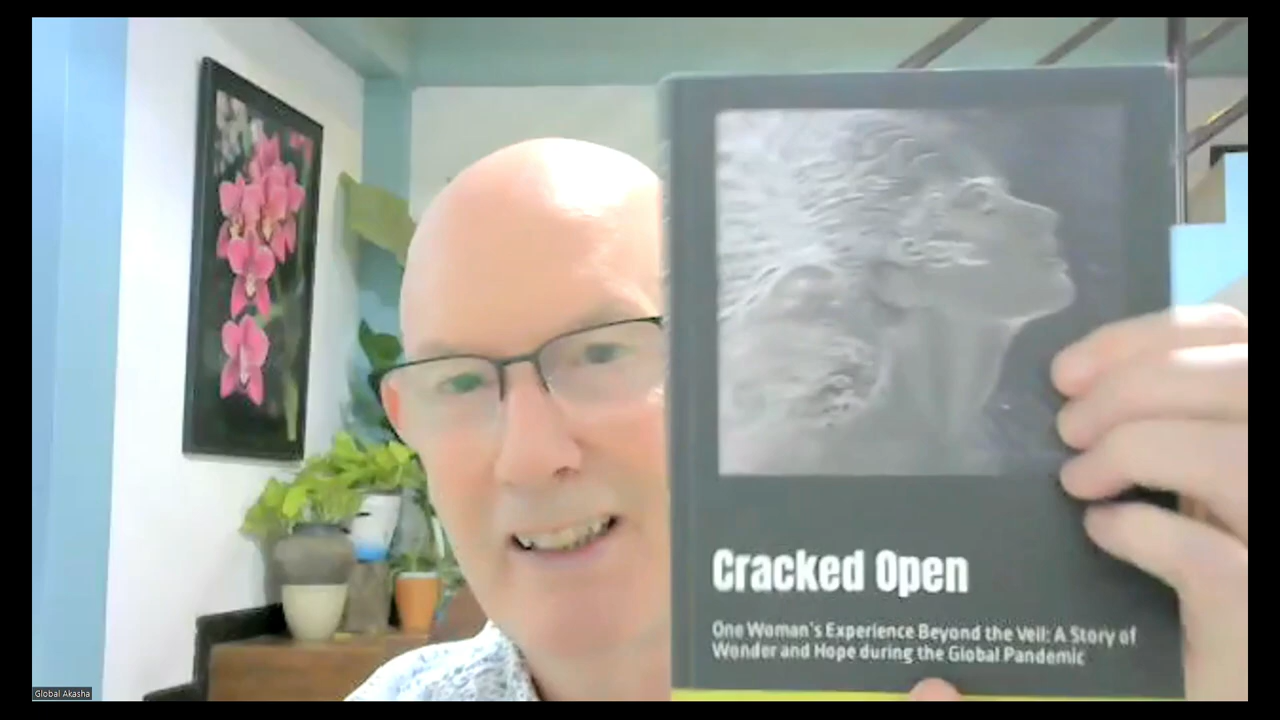 Cracked Open
One Woman's Experience Beyond the Veil: A Story of
Wonder and Hope during the Global Pandemic
Global Akasha